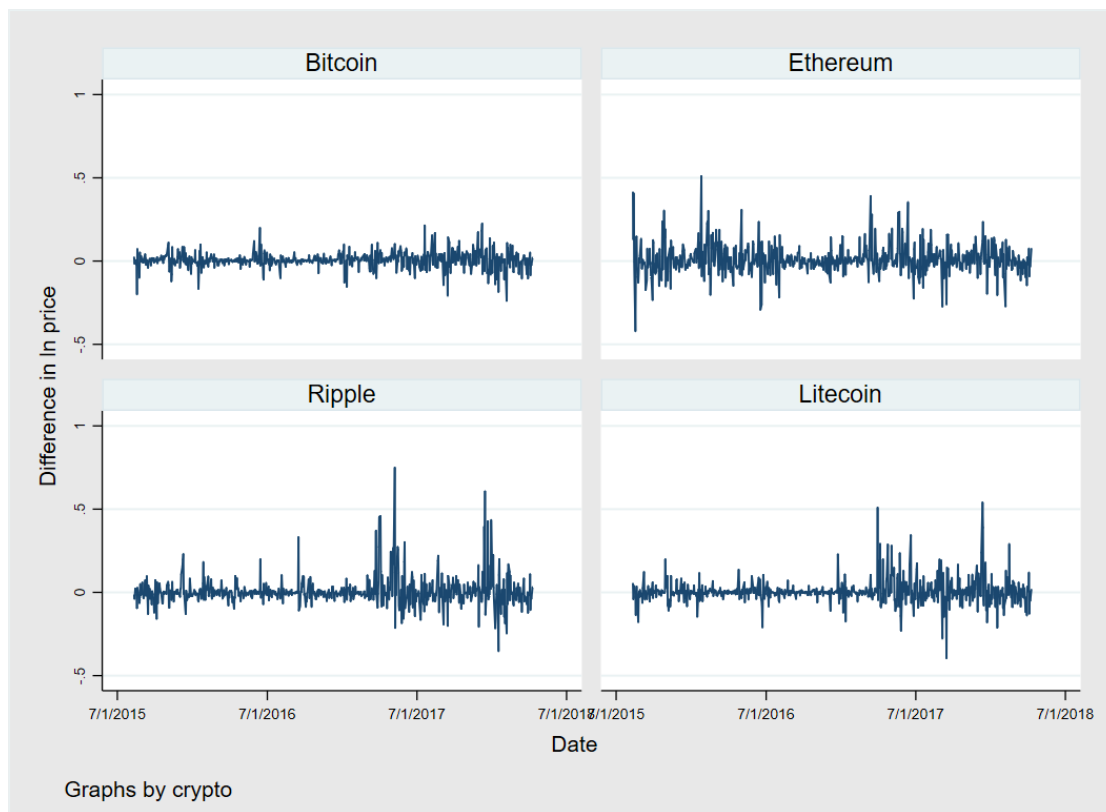 Bitcoin
Ethereum
1
.5
0
-.5
Ripple
Litecoin
1
.5
0
-.5
Difference in ln price
7/1/2015
7/1/2016
7/1/2017
7/1/2018
7/1/2015
7/1/2016
7/1/2017
7/1/2018
Date
Graphs by crypto